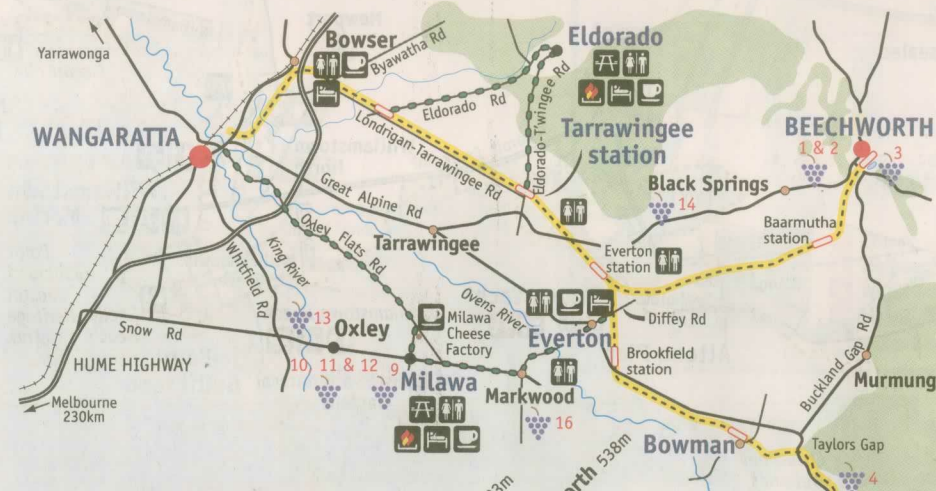 Bowser
Eldorado
Yarrawonga
Byawatha Rd
Eldorado Rd
Eldorado-T'wingee Rd
WANGARATTA
Londrigan-Tarrawingee Rd
Tarrawingee
station
BEECHWORTH
1 & 2
3
Black Springs
14
Great Alpine Rd
Tarrawingee
Baarmutha
station
Oxley Flats Rd
King River
Whitfield Rd
Everton
station
Ovens River
13
Milawa
Cheese
Factory
Diffey Rd
Snow Rd
Oxley
Everton
Brookfield
station
Buckland Gap Rd
HUME HIGHWAY
10
11 & 12
9
Milawa
Markwood
Murmung
Melbourne
230km
16
Bowman
Taylors Gap
4
orth 538m
3m